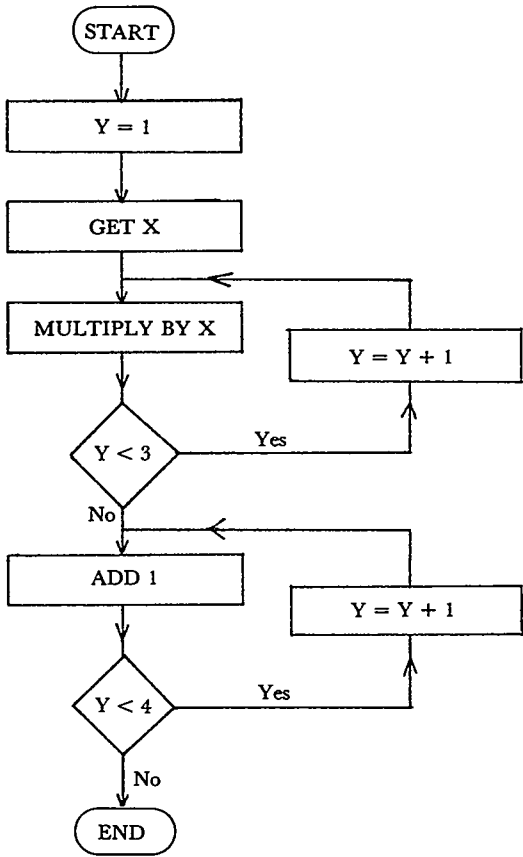 START
Y = 1
GET X
MULTIPLY BY X
Y = Y + 1
Y < 3
Yes
No
ADD 1
Y = Y + 1
Y < 4
Yes
No
END